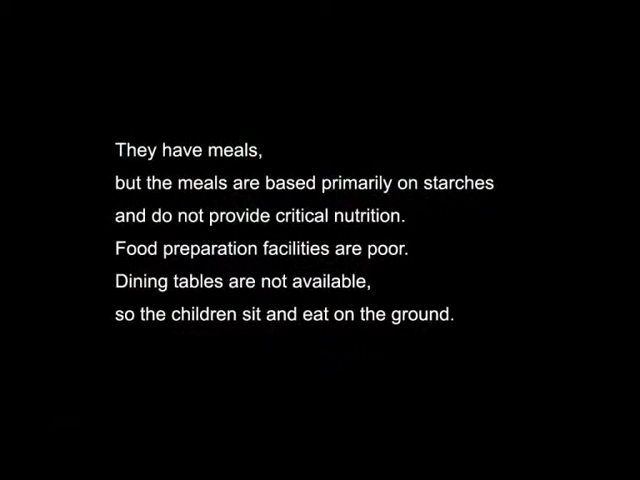 They have meals,
but the meals are based primarily on starches
and do not provide critical nutrition.
Food preparation facilities are poor.
Dining tables are not available,
so the children sit and eat on the ground.